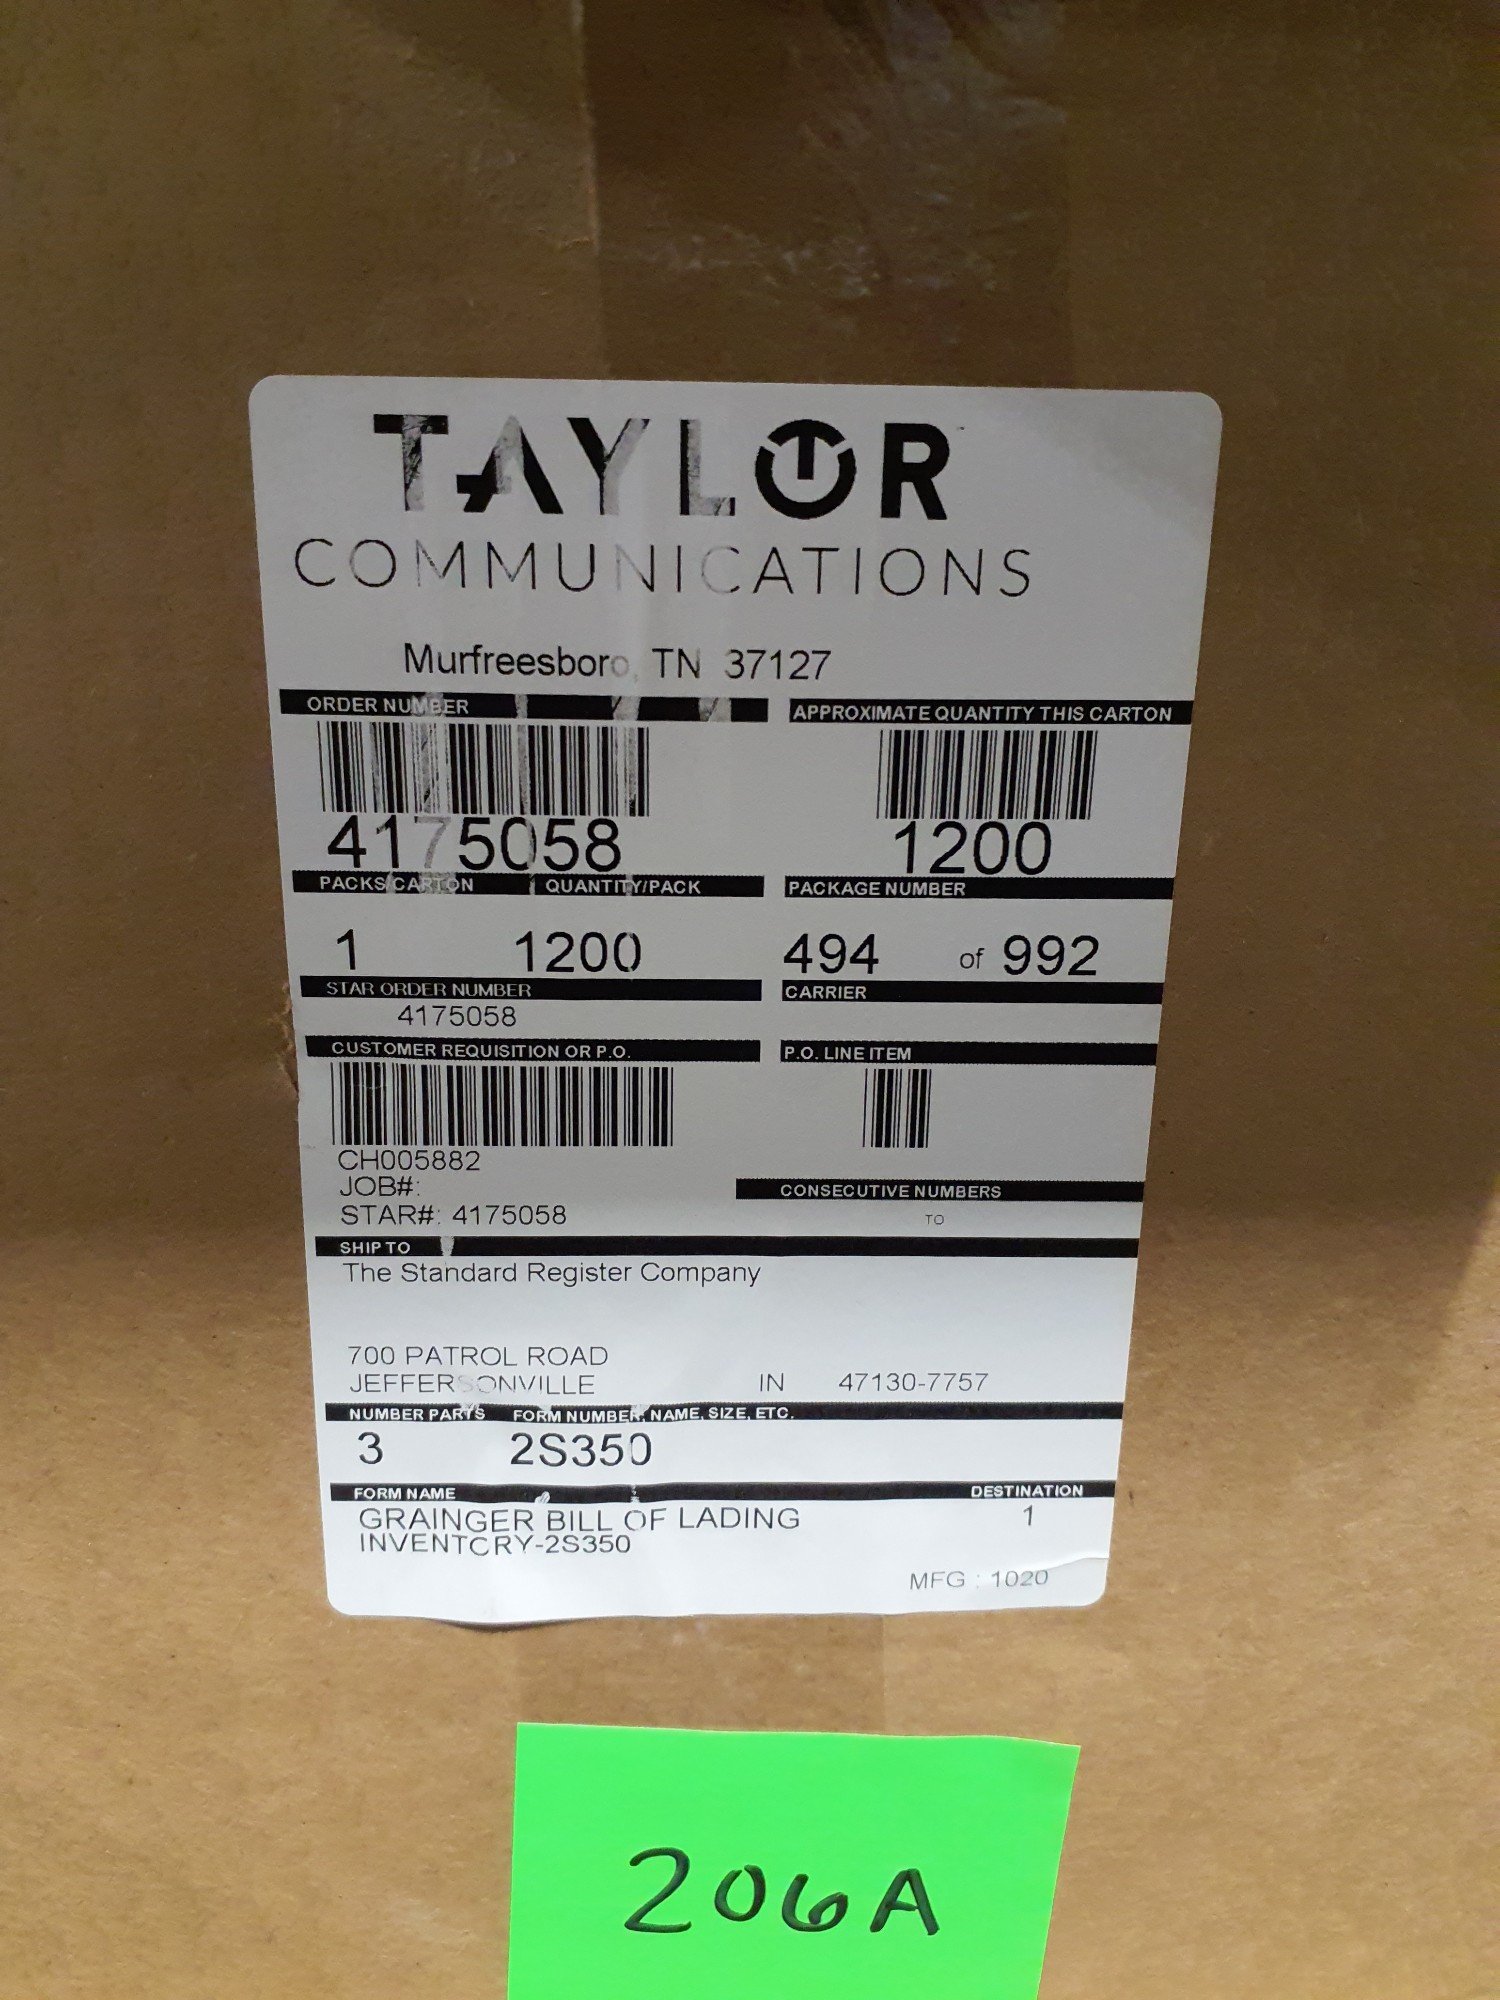 TAYLOR
COMMUNICATIONS
Murfreesboro, TN 37127
ORDER NUMBER
APPROXIMATE QUANTITY THIS CARTON
4175058
1200
PACKS/CARTON QUANTITY/PACK
PACKAGE NUMBER
1 1200
494 of 992
STAR ORDER NUMBER
CARRIER
4175058
CUSTOMER REQUISITION OR P.O.
P.O. LINE ITEM
CH005882
JOB#:
STAR#: 4175058
CONSECUTIVE NUMBERS
TO
SHIP TO
The Standard Register Company
700 PATROL ROAD
JEFFERSONVILLE IN 47130-7757
NUMBER PARTS FORM NUMBER, NAME, SIZE, ETC.
3 2S350
FORM NAME DESTINATION
GRAINGER BILL OF LADING 1
INVENTORY-2S350
MFG : 1020
206A